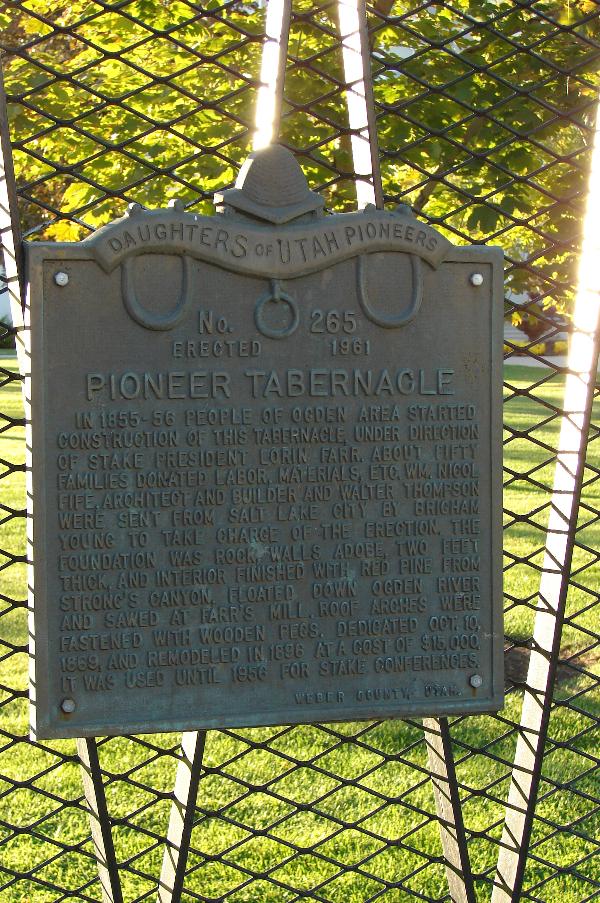 DAUGHTERS OF UTAH PIONEERS
No. 265
ERECTED 1961
PIONEER TABERNACLE
IN 1855-56 PEOPLE OF OGDEN AREA STARTED
CONSTRUCTION OF THIS TABERNACLE, UNDER DIRECTION
OF STAKE PRESIDENT LORIN FARR. ABOUT FIFTY
FAMILIES DONATED LABOR, MATERIALS, ETC. WM. NICOL
FIFE, ARCHITECT AND BUILDER AND WALTER THOMPSON
WERE SENT FROM SALT LAKE CITY BY BRIGHAM
YOUNG TO TAKE CHARGE OF THE ERECTION. THE
FOUNDATION WAS ROCK, WALLS ADOBE, TWO FEET
THICK, AND INTERIOR FINISHED WITH RED PINE FROM
STRONG'S CANYON, FLOATED DOWN OGDEN RIVER
AND SAWED AT FARR'S MILL. ROOF ARCHES WERE
FASTENED WITH WOODEN PEGS. DEDICATED OCT. 10,
1869, AND REMODELED IN 1896 AT A COST OF $15,000.
IT WAS USED UNTIL 1956 FOR STAKE CONFERENCES.
WEBER COUNTY, UTAH.